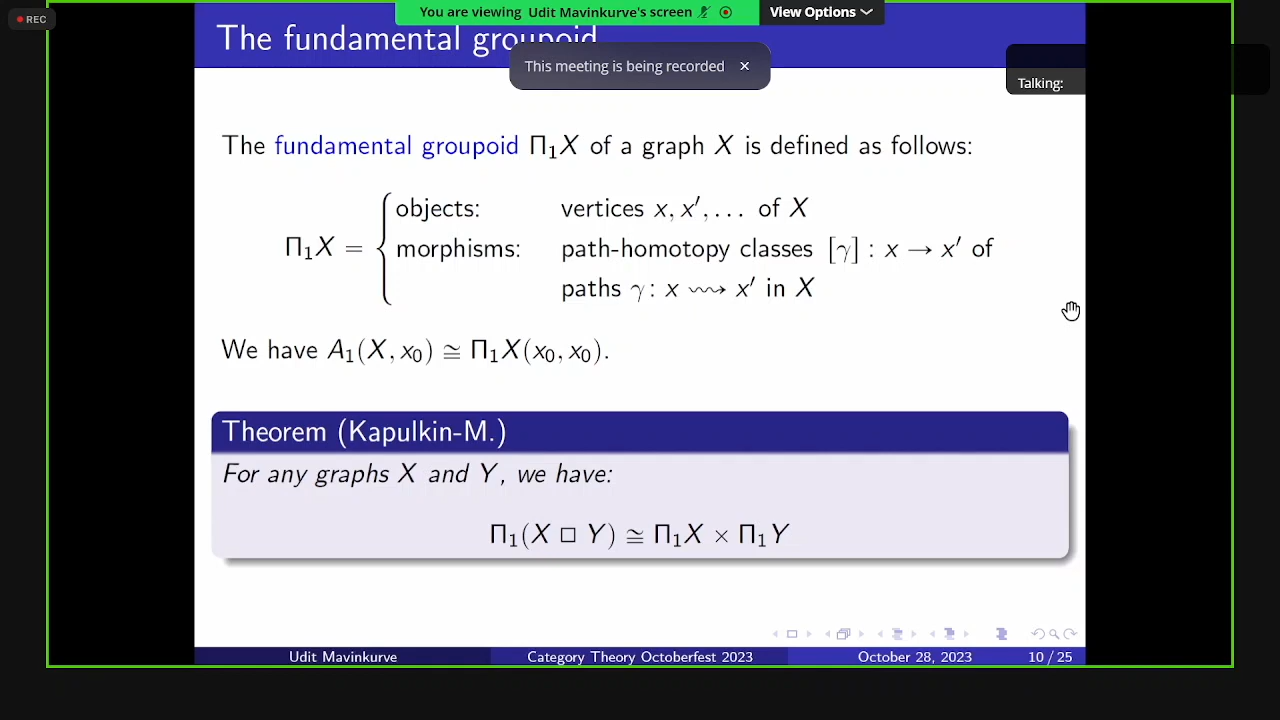 REC
You are viewing Udit Mavinkurve's screen
View Options
The fundamental groupoid
This meeting is being recorded ×
Talking:
The fundamental groupoid Π₁X of a graph X is defined as follows:
Π₁X = { objects: vertices x, x′, … of X
morphisms: path-homotopy classes [γ] : x → x′ of
paths γ: x ⇝ x′ in X
We have A₁(X, x₀) ≅ Π₁X(x₀, x₀).
Theorem (Kapulkin-M.)
For any graphs X and Y, we have:
Π₁(X □ Y) ≅ Π₁X × Π₁Y
Udit Mavinkurve Category Theory Octoberfest 2023 October 28, 2023 10 / 25